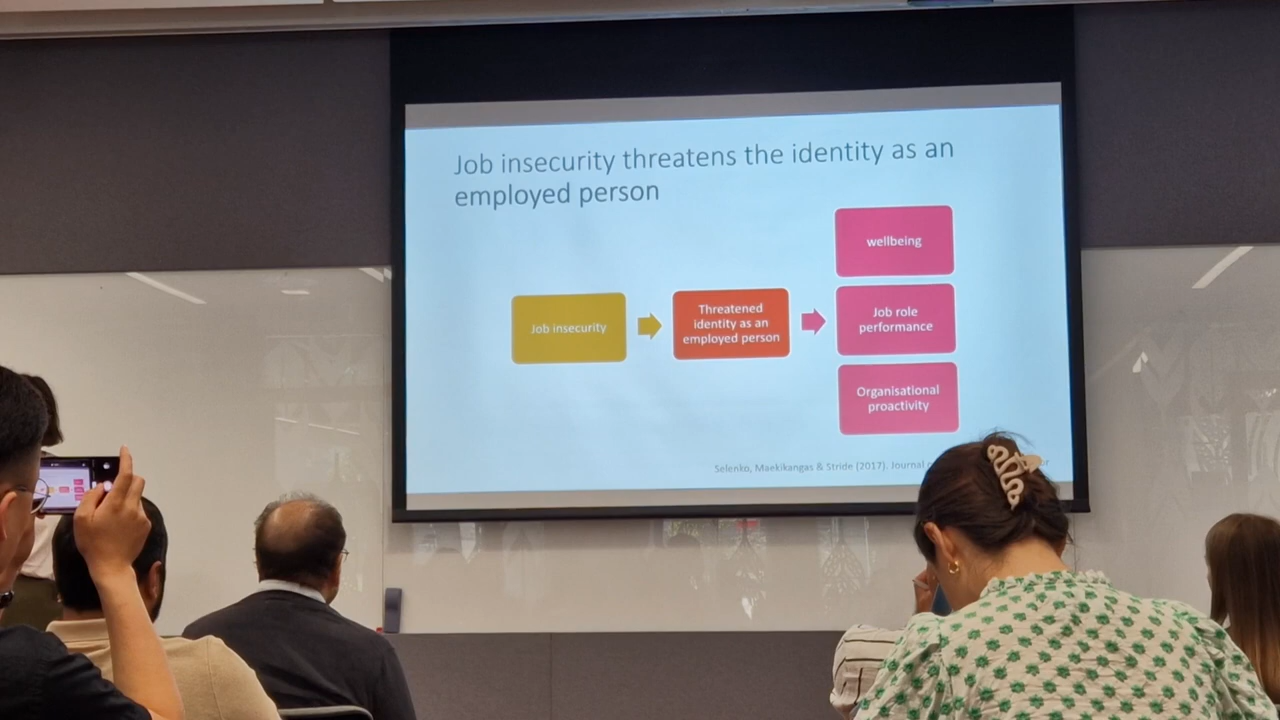 Job insecurity threatens the identity as an
employed person
wellbeing
Job insecurity
Threatened
identity as an
employed person
Job role
performance
Organisational
proactivity
Selenko, Maekikangas & Stride (2017). Journal